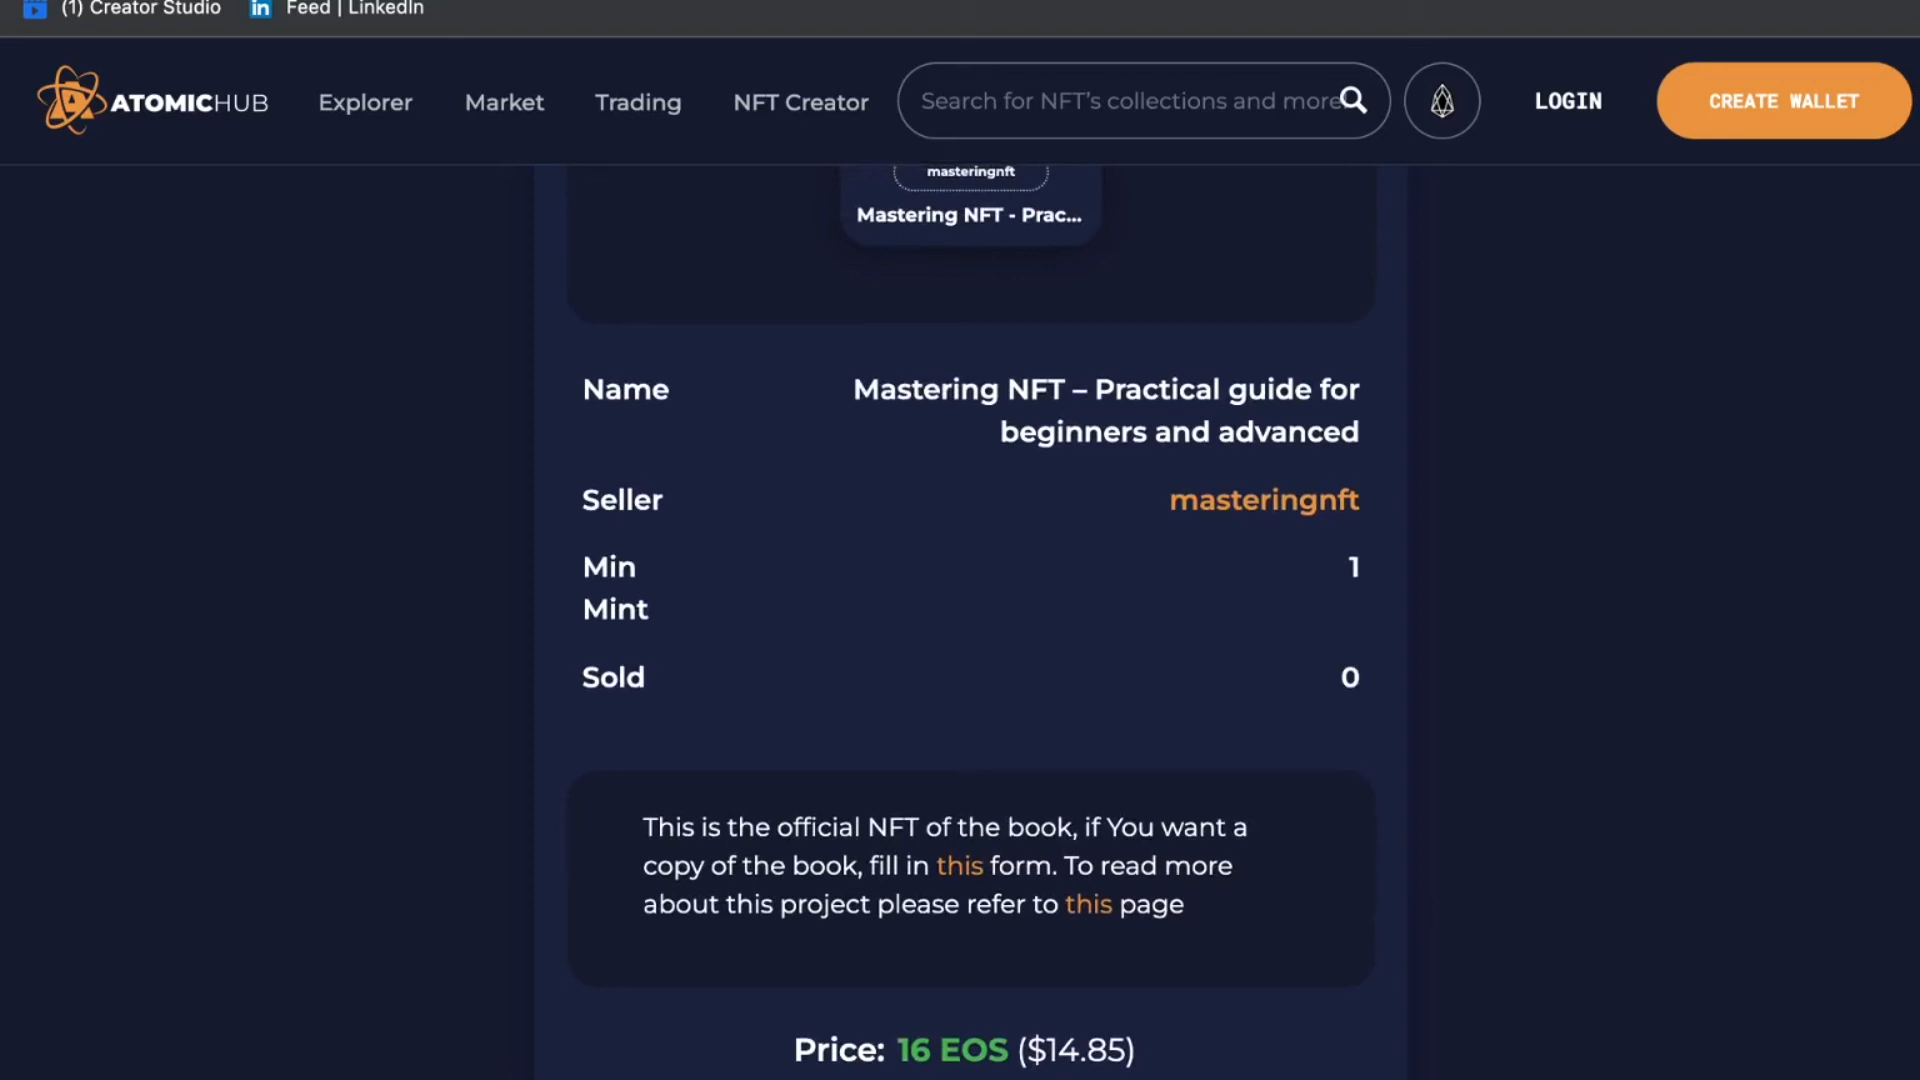 (1) Creator Studio Feed | LinkedIn
ATOMICHUB Explorer Market Trading NFT Creator Search for NFT's collections and more LOGIN CREATE WALLET
masteringnft
Mastering NFT - Prac...
Name Mastering NFT – Practical guide for
beginners and advanced
Seller masteringnft
Min 1
Mint
Sold 0
This is the official NFT of the book, if You want a
copy of the book, fill in this form. To read more
about this project please refer to this page
Price: 16 EOS ($14.85)